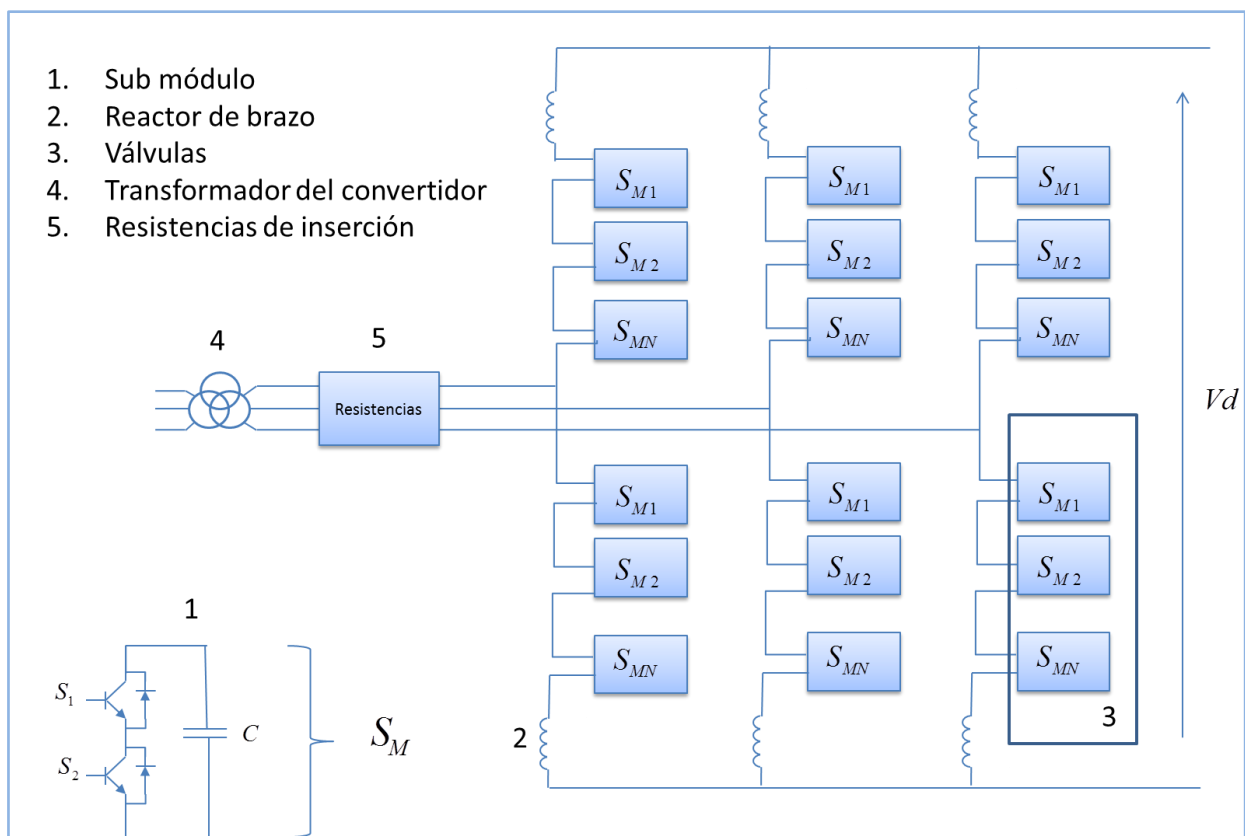 1. Sub módulo
2. Reactor de brazo
3. Válvulas
4. Transformador del convertidor
5. Resistencias de inserción
S_M1 S_M1 S_M1
S_M2 S_M2 S_M2
S_MN S_MN S_MN
4 5
Resistencias
Vd
S_M1 S_M1 S_M1
S_M2 S_M2 S_M2
S_MN S_MN S_MN
1
S_1
C
S_M
S_2
2
3